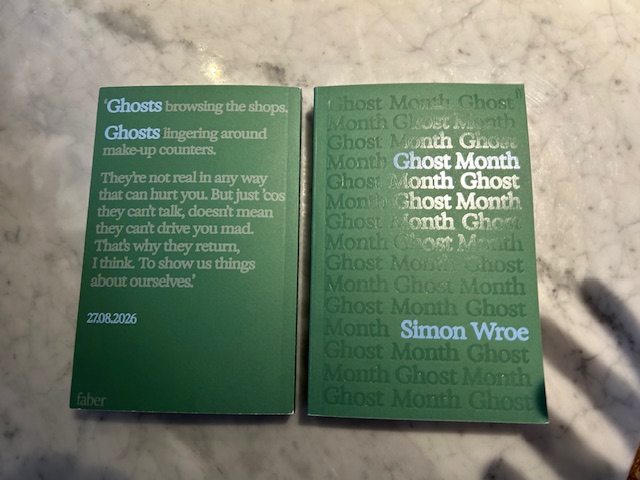 ‘Ghosts browsing the shops.
Ghosts lingering around
make-up counters.
They’re not real in any way
that can hurt you. But just ’cos
they can’t talk, doesn’t mean
they can’t drive you mad.
That’s why they return,
I think. To show us things
about ourselves.’
27.08.2026
faber
Ghost Month Ghost
Month Ghost Month
Ghost Month Ghost
Month Ghost Month
Ghost Month Ghost
Month Ghost Month
Ghost Month Ghost
Month Ghost Month
Ghost Month Ghost
Month Ghost Month
Ghost Month Ghost
Month Simon Wroe
Ghost Month Ghost
Month Ghost Month
Ghost Month Ghost